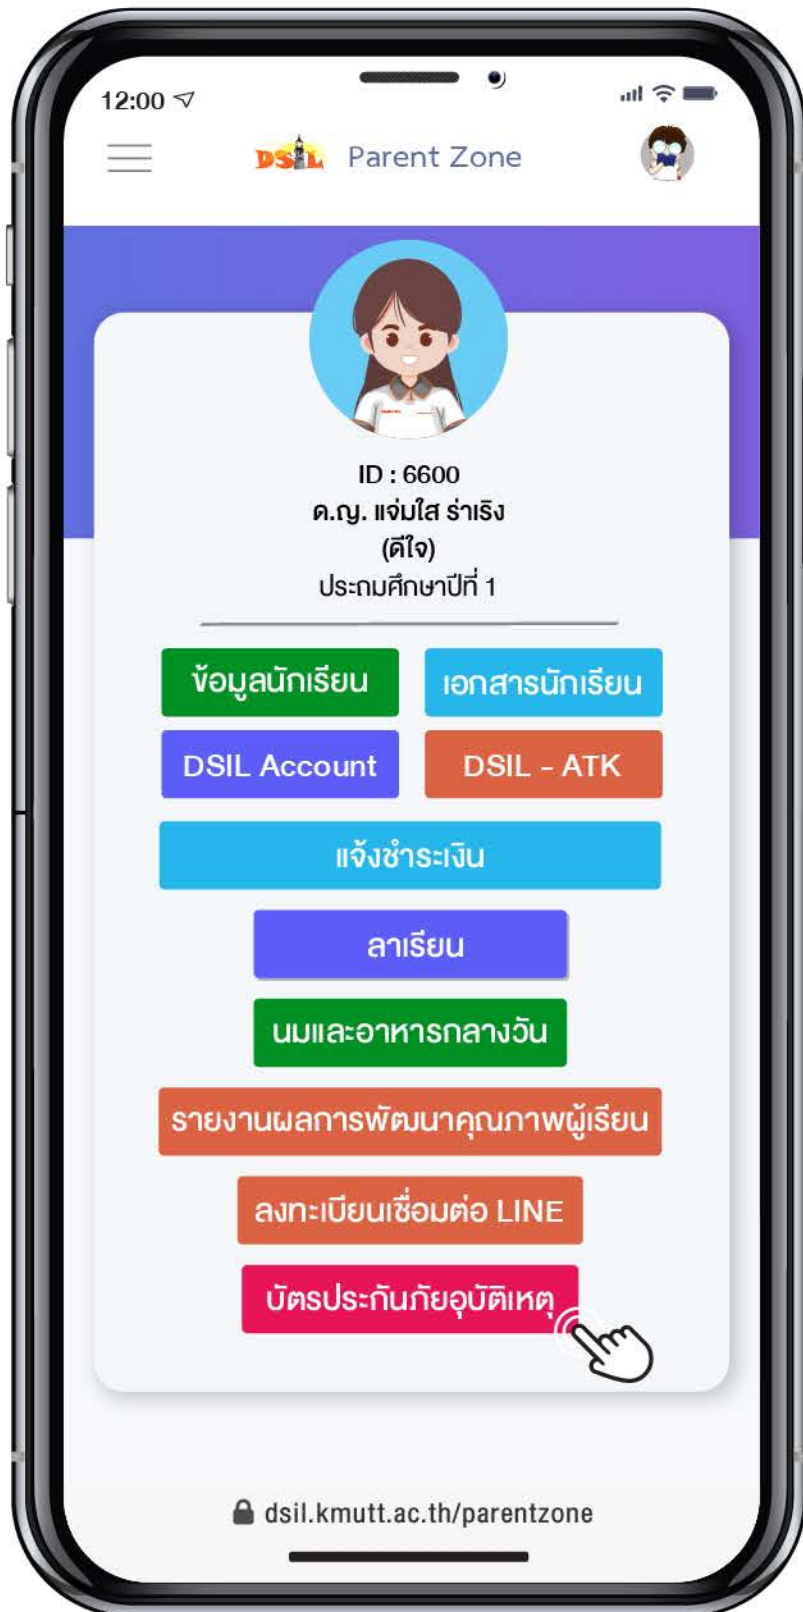 12:00
DSIL Parent Zone
ID : 6600
ด.ญ. แจ่มใส ร่าเริง
(ดีใจ)
ประถมศึกษาปีที่ 1
ข้อมูลนักเรียน เอกสารนักเรียน
DSIL Account DSIL - ATK
แจ้งชำระเงิน
ลาเรียน
นมและอาหารกลางวัน
รายงานผลการพัฒนาคุณภาพผู้เรียน
ลงทะเบียนเชื่อมต่อ LINE
บัตรประกันภัยอุบัติเหตุ
dsil.kmutt.ac.th/parentzone